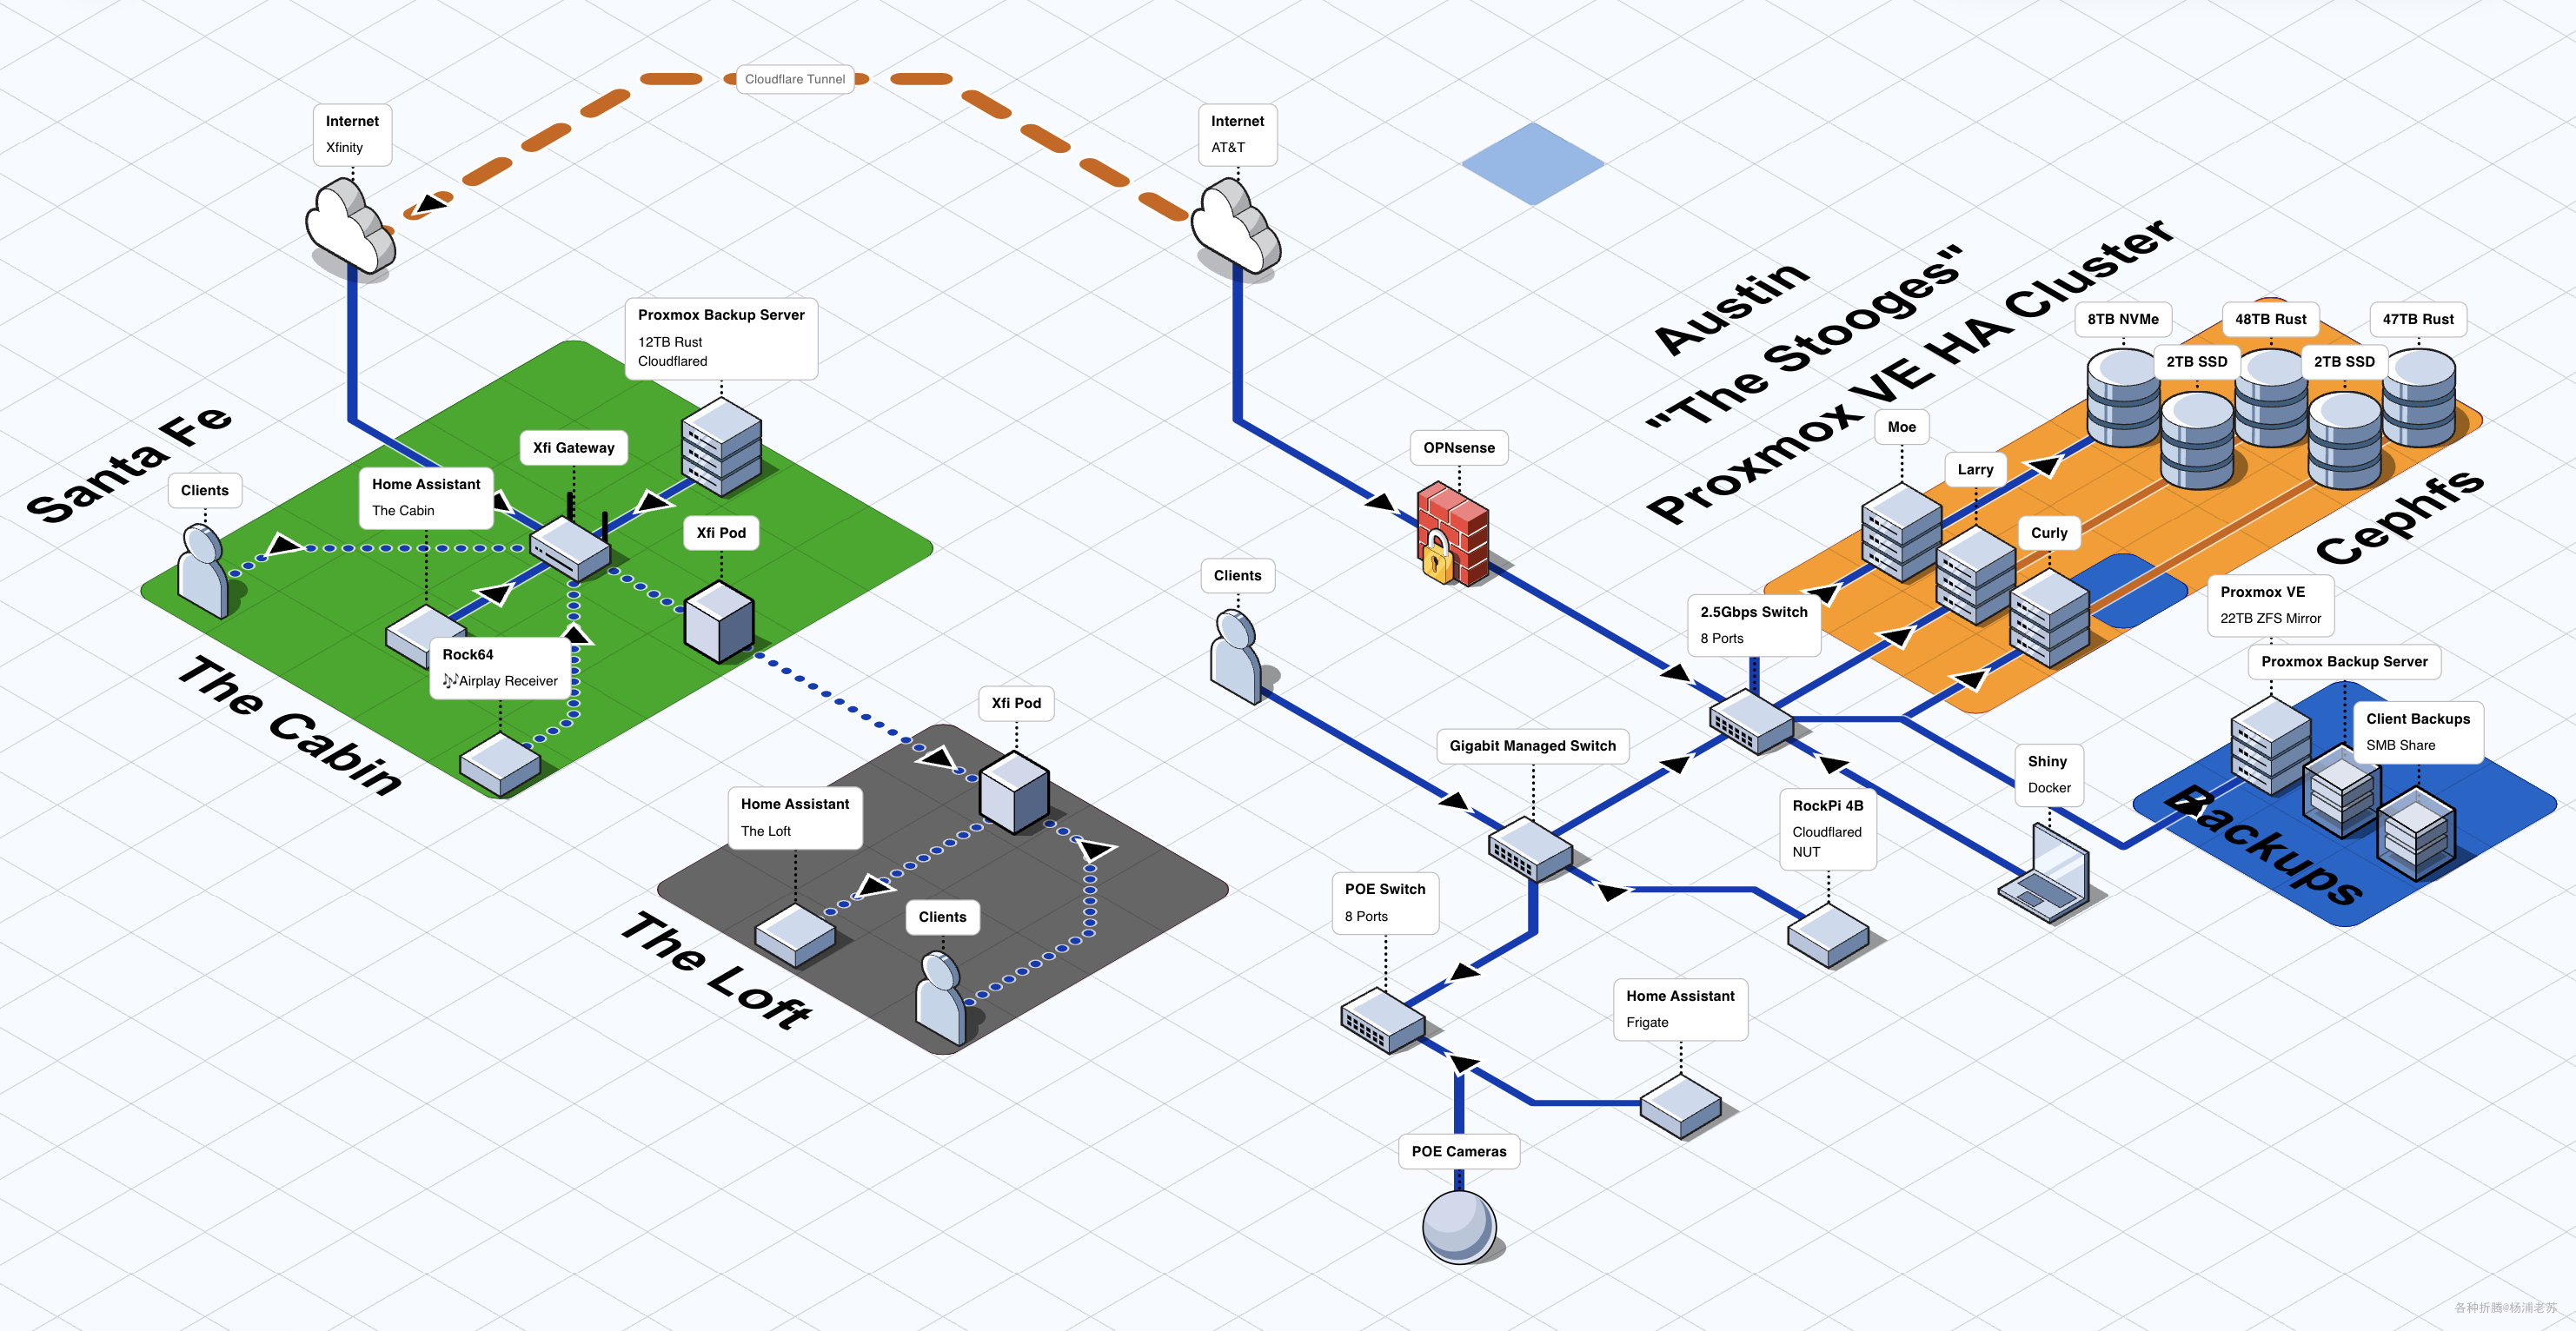 Cloudflare Tunnel
Internet
Xfinity
Internet
AT&T
Austin
"The Stooges"
Proxmox VE HA Cluster
Proxmox Backup Server
12TB Rust
Cloudflared
8TB NVMe
48TB Rust
47TB Rust
2TB SSD
2TB SSD
Santa Fe
Clients
Xfi Gateway
Home Assistant
The Cabin
Xfi Pod
Rock64
🎶Airplay Receiver
The Cabin
OPNsense
Moe
Larry
Curly
Cephfs
Clients
2.5Gbps Switch
8 Ports
Proxmox VE
22TB ZFS Mirror
Proxmox Backup Server
Client Backups
SMB Share
Backups
Xfi Pod
Home Assistant
The Loft
Clients
The Loft
Gigabit Managed Switch
Shiny
Docker
RockPi 4B
Cloudflared
NUT
POE Switch
8 Ports
Home Assistant
Frigate
POE Cameras
各种折腾@杨浦老苏